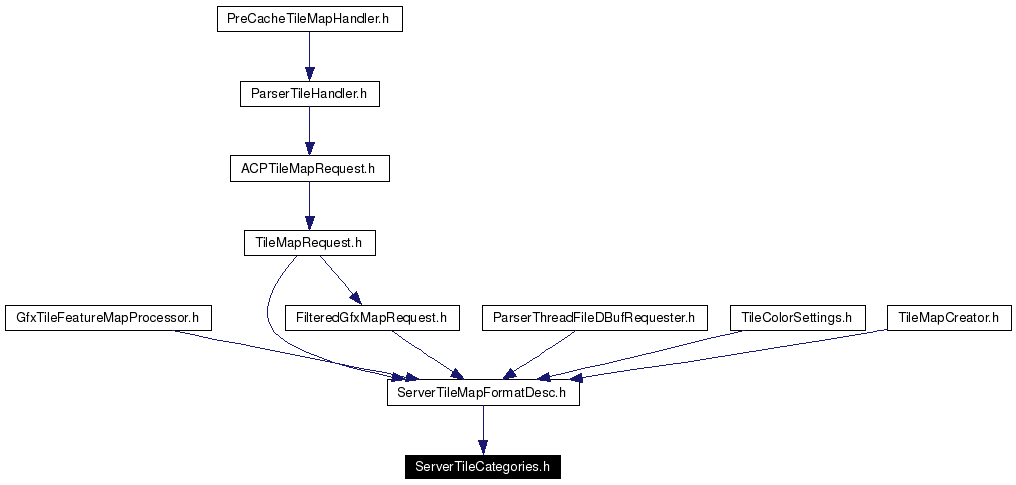 PreCacheTileMapHandler.h
ParserTileHandler.h
ACPTileMapRequest.h
TileMapRequest.h
GfxTileFeatureMapProcessor.h
FilteredGfxMapRequest.h
ParserThreadFileDBufRequester.h
TileColorSettings.h
TileMapCreator.h
ServerTileMapFormatDesc.h
ServerTileCategories.h